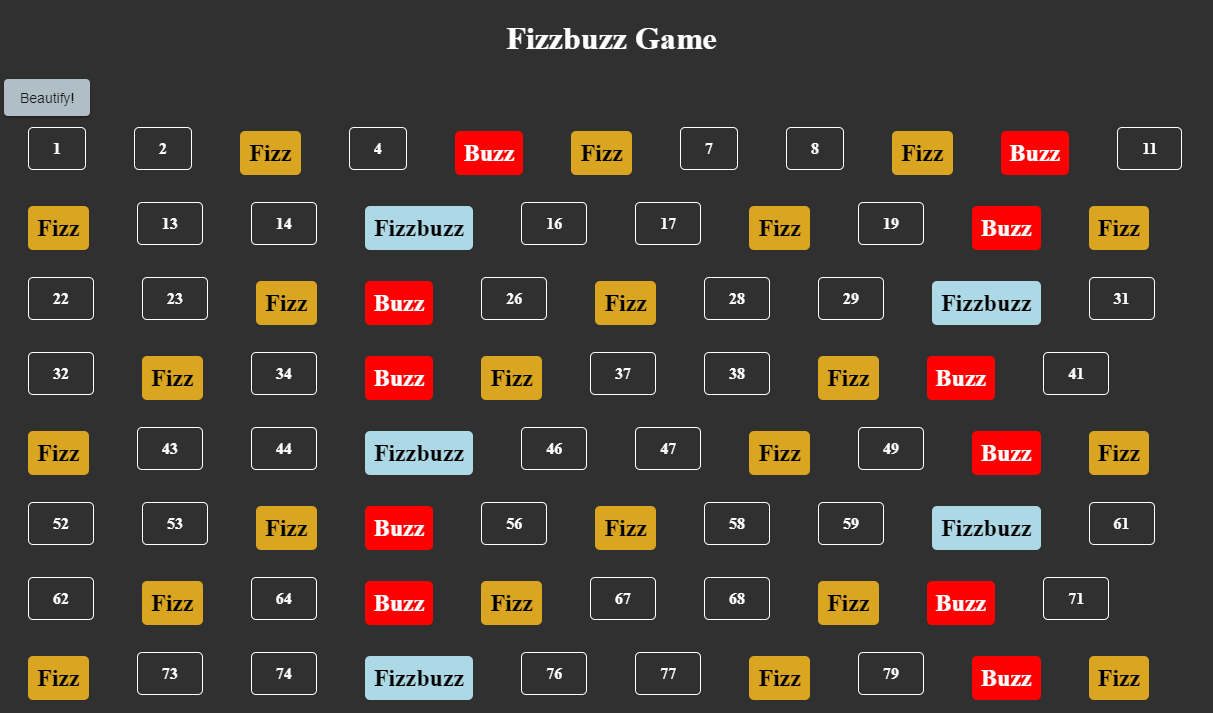 Fizzbuzz Game
Beautify!
1 2 Fizz 4 Buzz Fizz 7 8 Fizz Buzz 11
Fizz 13 14 Fizzbuzz 16 17 Fizz 19 Buzz Fizz
22 23 Fizz Buzz 26 Fizz 28 29 Fizzbuzz 31
32 Fizz 34 Buzz Fizz 37 38 Fizz Buzz 41
Fizz 43 44 Fizzbuzz 46 47 Fizz 49 Buzz Fizz
52 53 Fizz Buzz 56 Fizz 58 59 Fizzbuzz 61
62 Fizz 64 Buzz Fizz 67 68 Fizz Buzz 71
Fizz 73 74 Fizzbuzz 76 77 Fizz 79 Buzz Fizz